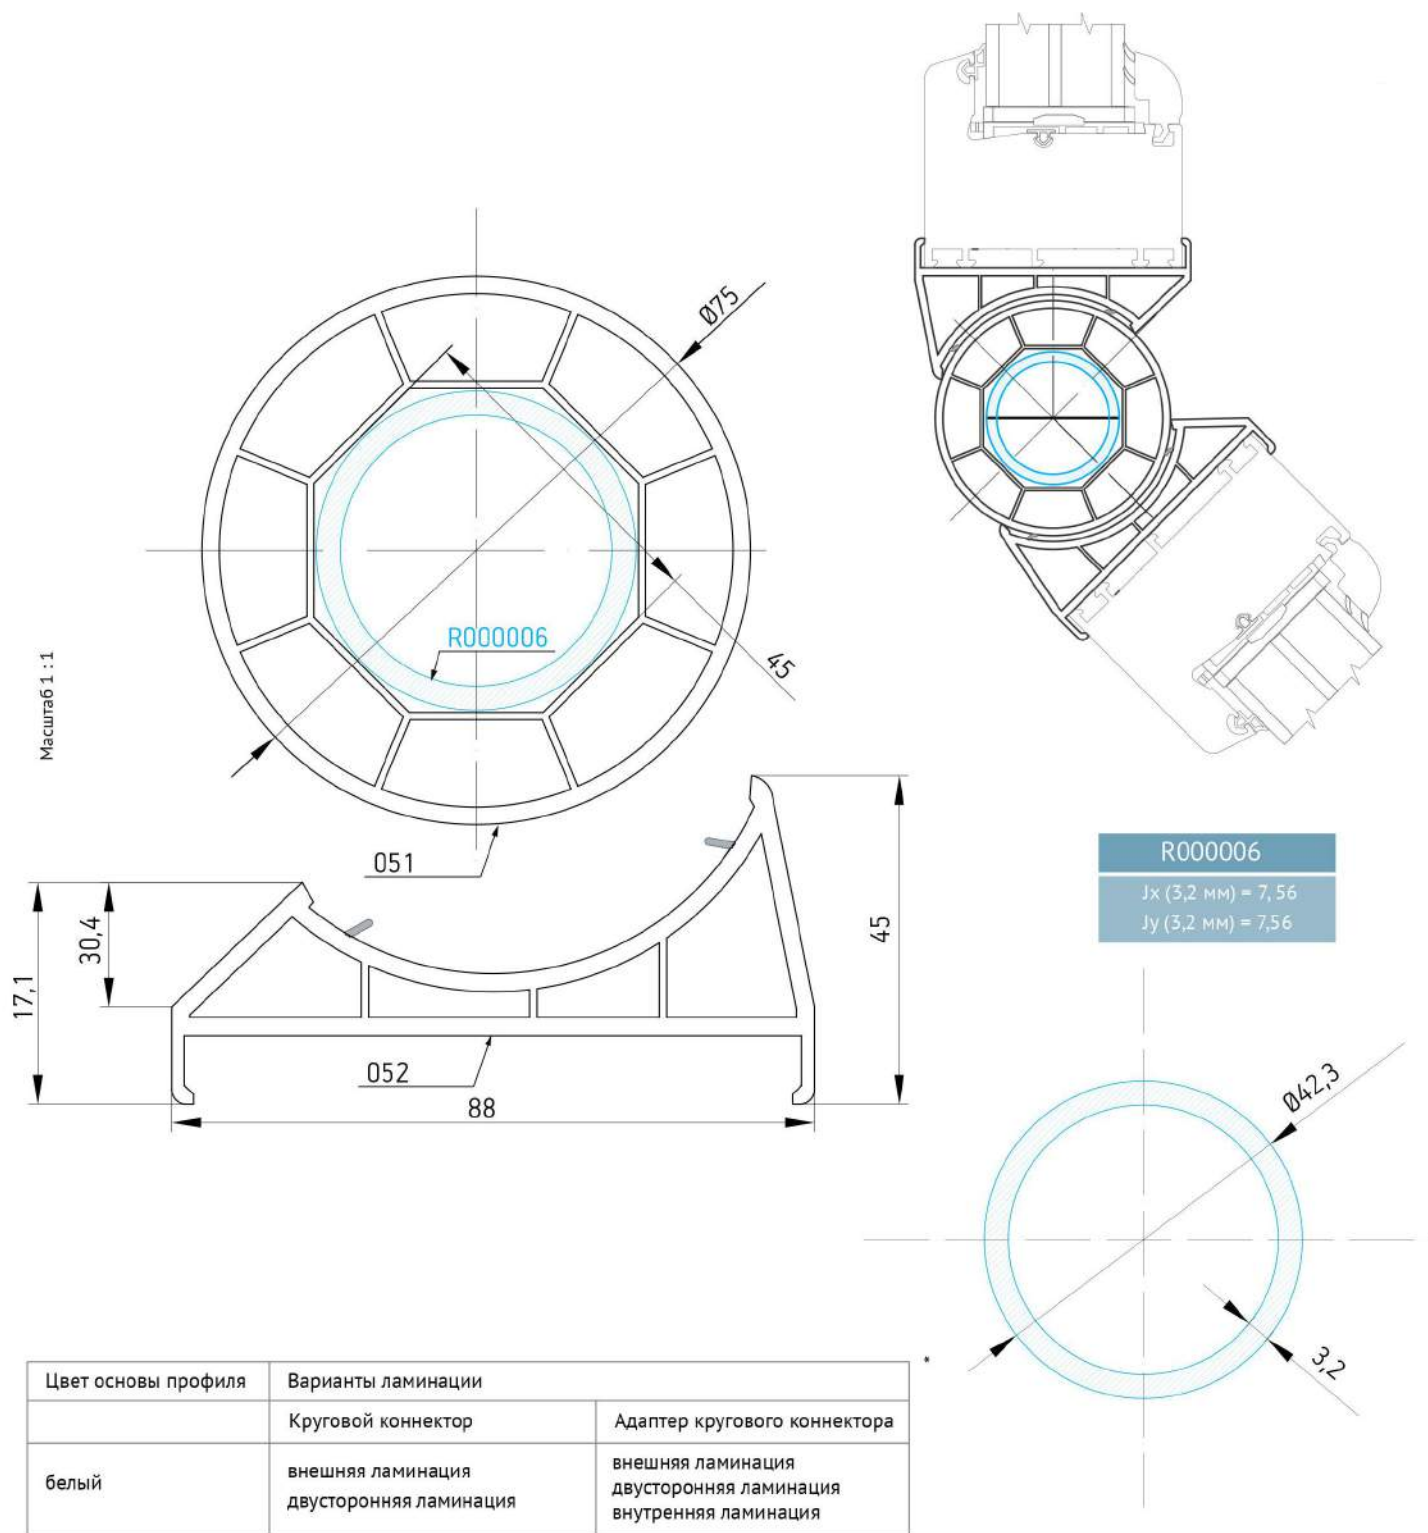 Масштаб 1 : 1
Ø75
45
R000006
051
17,1
30,4
45
052
88
R000006
Jx (3,2 мм) = 7,56
Jy (3,2 мм) = 7,56
Ø42,3
3,2
*
Цвет основы профиля Варианты ламинации
Круговой коннектор Адаптер кругового коннектора
белый
внешняя ламинация
двусторонняя ламинация
внешняя ламинация
двусторонняя ламинация
внутренняя ламинация